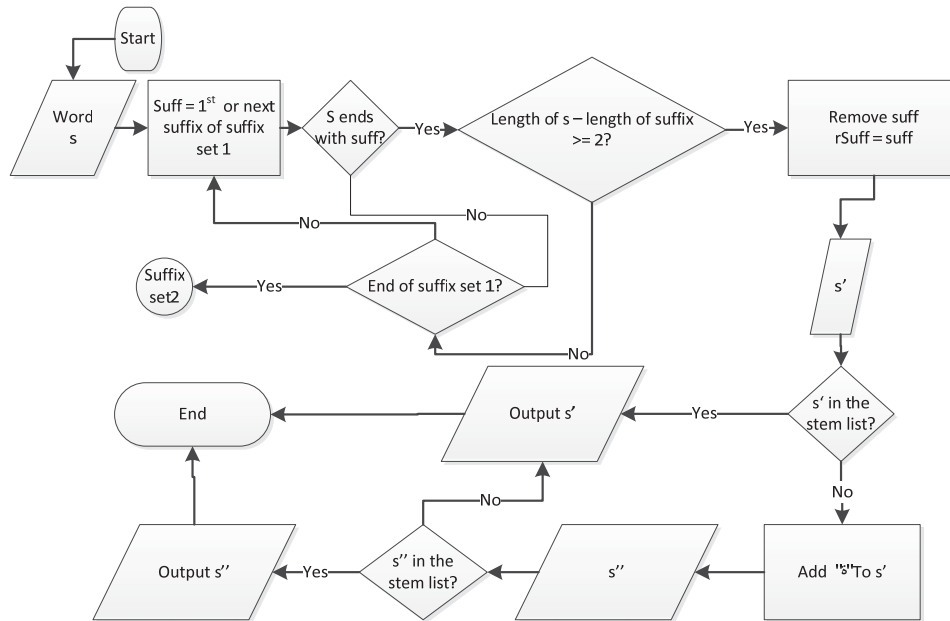 Start
Word
s
Suff = 1st or next
suffix of suffix
set 1
S ends
with suff?
Yes
Length of s – length of suffix
>= 2?
Yes
Remove suff
rSuff = suff
No
No
Suffix
set2
Yes
End of suffix set 1?
s’
No
End
Output s’
Yes
s‘ in the
stem list?
No
No
Output s’’
Yes
s’’ in the
stem list?
s’’
Add To s’